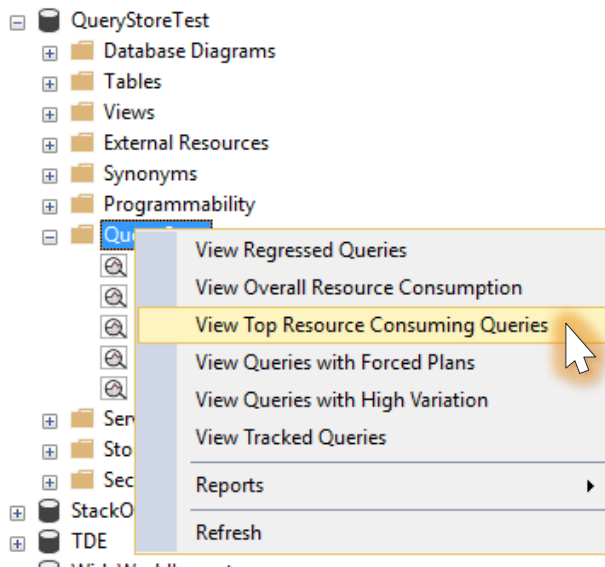 QueryStoreTest
Database Diagrams
Tables
Views
External Resources
Synonyms
Programmability
View Regressed Queries
View Overall Resource Consumption
View Top Resource Consuming Queries
View Queries with Forced Plans
View Queries with High Variation
View Tracked Queries
Reports
Refresh
TDE